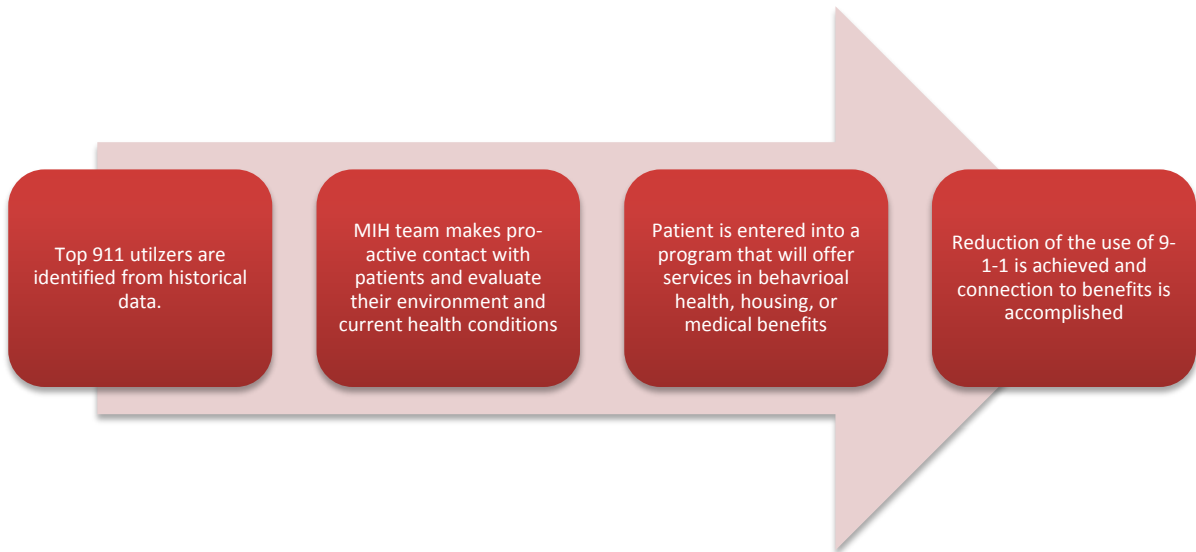 Top 911 utilzers are
identified from historical
data.
MIH team makes pro-
active contact with
patients and evaluate
their environment and
current health conditions
Patient is entered into a
program that will offer
services in behavrioal
health, housing, or
medical benefits
Reduction of the use of 9-
1-1 is achieved and
connection to benefits is
accomplished